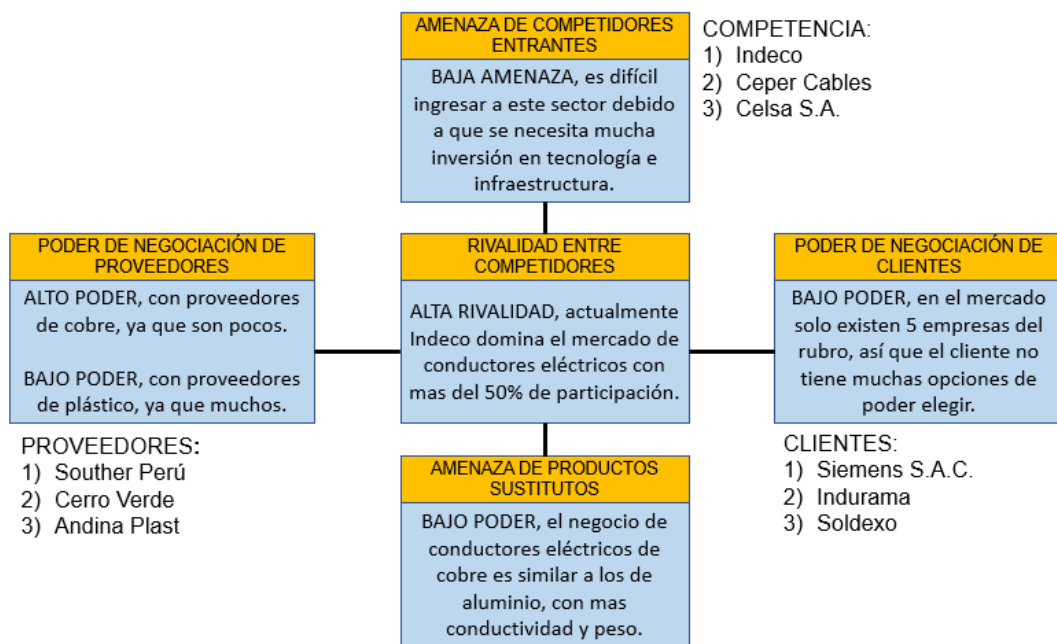 AMENAZA DE COMPETIDORES
ENTRANTES
BAJA AMENAZA, es difícil
ingresar a este sector debido
a que se necesita mucha
inversión en tecnología e
infraestructura.
COMPETENCIA:
1) Indeco
2) Ceper Cables
3) Celsa S.A.
PODER DE NEGOCIACIÓN DE
PROVEEDORES
ALTO PODER, con proveedores
de cobre, ya que son pocos.
BAJO PODER, con proveedores
de plástico, ya que muchos.
PROVEEDORES:
1) Souther Perú
2) Cerro Verde
3) Andina Plast
RIVALIDAD ENTRE
COMPETIDORES
ALTA RIVALIDAD, actualmente
Indeco domina el mercado de
conductores eléctricos con
mas del 50% de participación.
PODER DE NEGOCIACIÓN DE
CLIENTES
BAJO PODER, en el mercado
solo existen 5 empresas del
rubro, así que el cliente no
tiene muchas opciones de
poder elegir.
CLIENTES:
1) Siemens S.A.C.
2) Indurama
3) Soldexo
AMENAZA DE PRODUCTOS
SUSTITUTOS
BAJO PODER, el negocio de
conductores eléctricos de
cobre es similar a los de
aluminio, con mas
conductividad y peso.